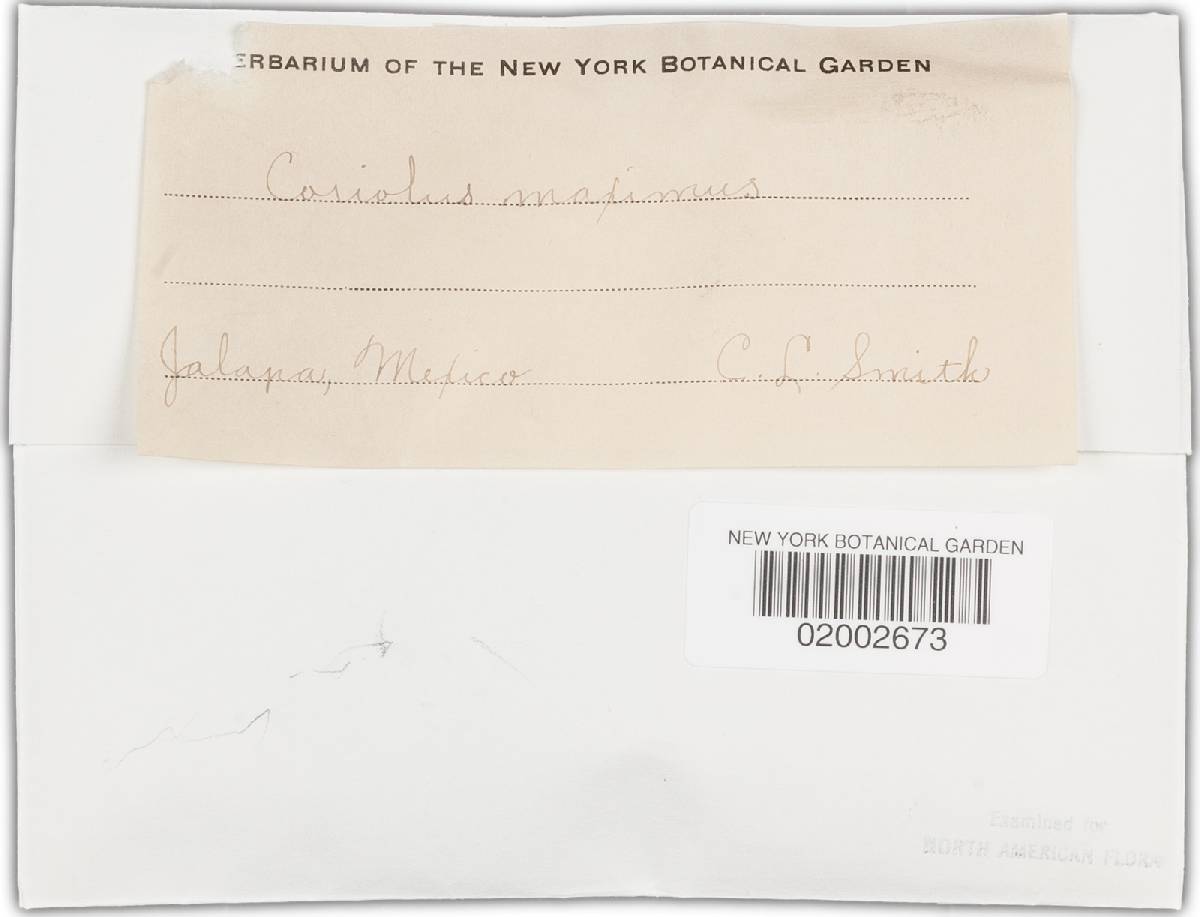 ERBARIUM OF THE NEW YORK BOTANICAL GARDEN
Coriolus maximus
Jalapa, Mexico C. L. Smith
NEW YORK BOTANICAL GARDEN
02002673
Examined for
NORTH AMERICAN FLORA